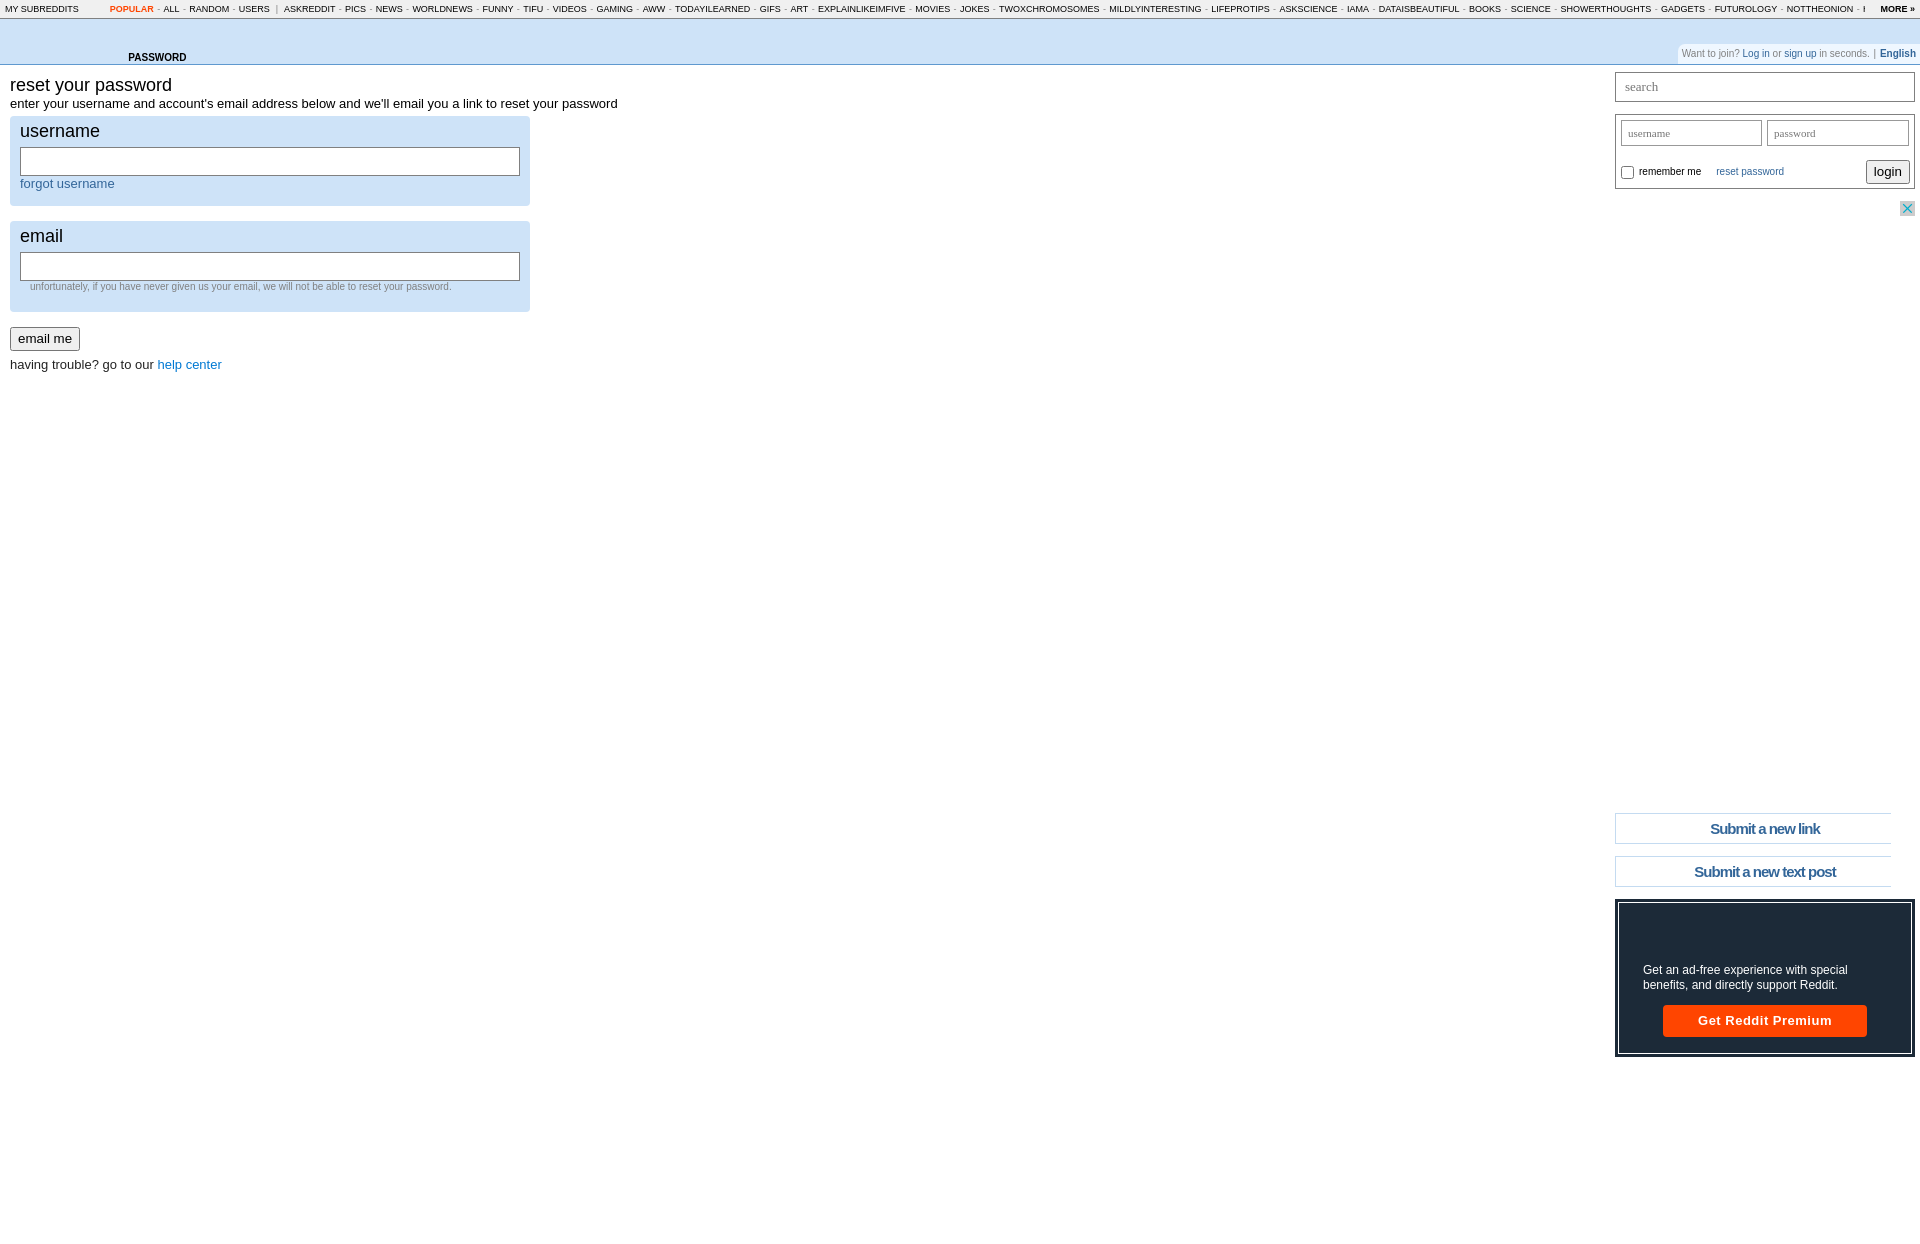 MY SUBREDDITS POPULAR - ALL - RANDOM - USERS | ASKREDDIT - PICS - NEWS - WORLDNEWS - FUNNY - TIFU - VIDEOS - GAMING - AWW - TODAYILEARNED - GIFS - ART - EXPLAINLIKEIMFIVE - MOVIES - JOKES - TWOXCHROMOSOMES - MILDLYINTERESTING - LIFEPROTIPS - ASKSCIENCE - IAMA - DATAISBEAUTIFUL - BOOKS - SCIENCE - SHOWERTHOUGHTS - GADGETS - FUTUROLOGY - NOTTHEONION - MORE »
PASSWORD
Want to join? Log in or sign up in seconds. | English
reset your password
enter your username and account's email address below and we'll email you a link to reset your password
username
forgot username
email
unfortunately, if you have never given us your email, we will not be able to reset your password.
email me
having trouble? go to our help center
search
username password
remember me reset password login
Submit a new link
Submit a new text post
Get an ad-free experience with special
benefits, and directly support Reddit.
Get Reddit Premium